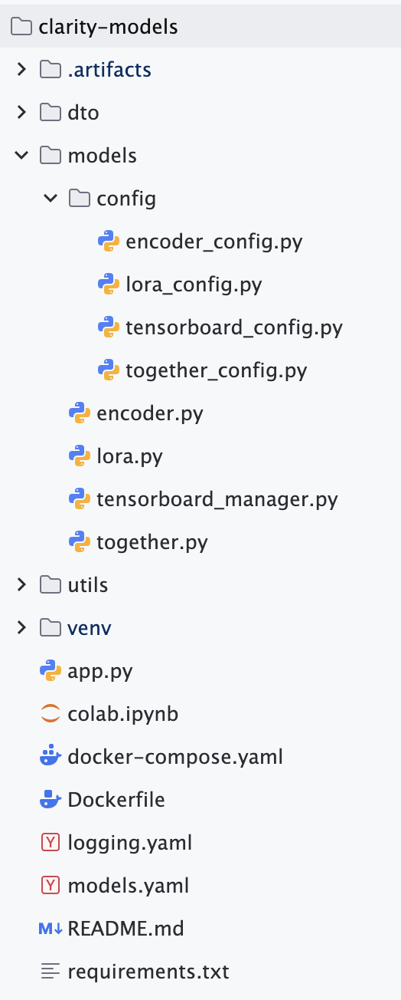 clarity-models
.artifacts
dto
models
config
encoder_config.py
lora_config.py
tensorboard_config.py
together_config.py
encoder.py
lora.py
tensorboard_manager.py
together.py
utils
venv
app.py
colab.ipynb
docker-compose.yaml
Dockerfile
Y logging.yaml
Y models.yaml
M↓ README.md
requirements.txt